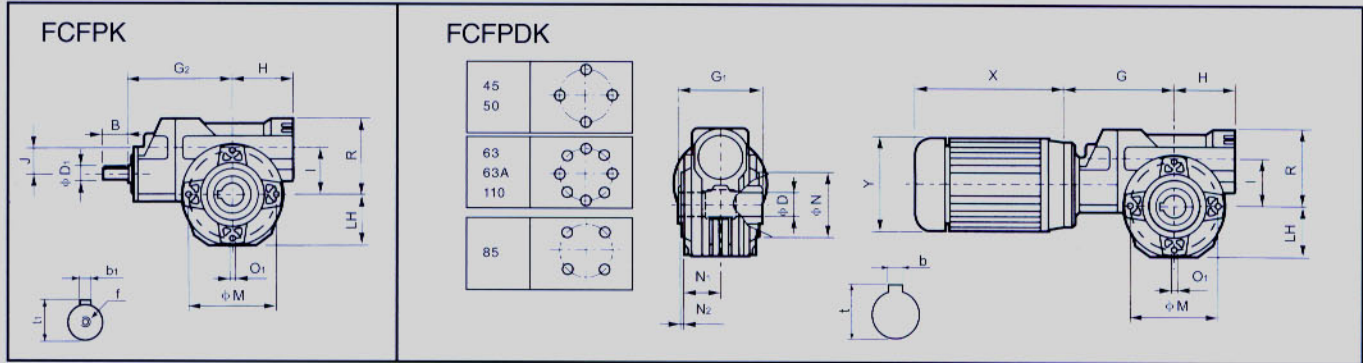 FCFPK
G2
H
B
J
φD1
R
I
LH
b1
O1
φM
f
t1
D
FCFPDK
45
50
63
63A
110
85
G1
φD
φN
N1
N2
X
G
H
Y
R
I
LH
O1
φM
b
t